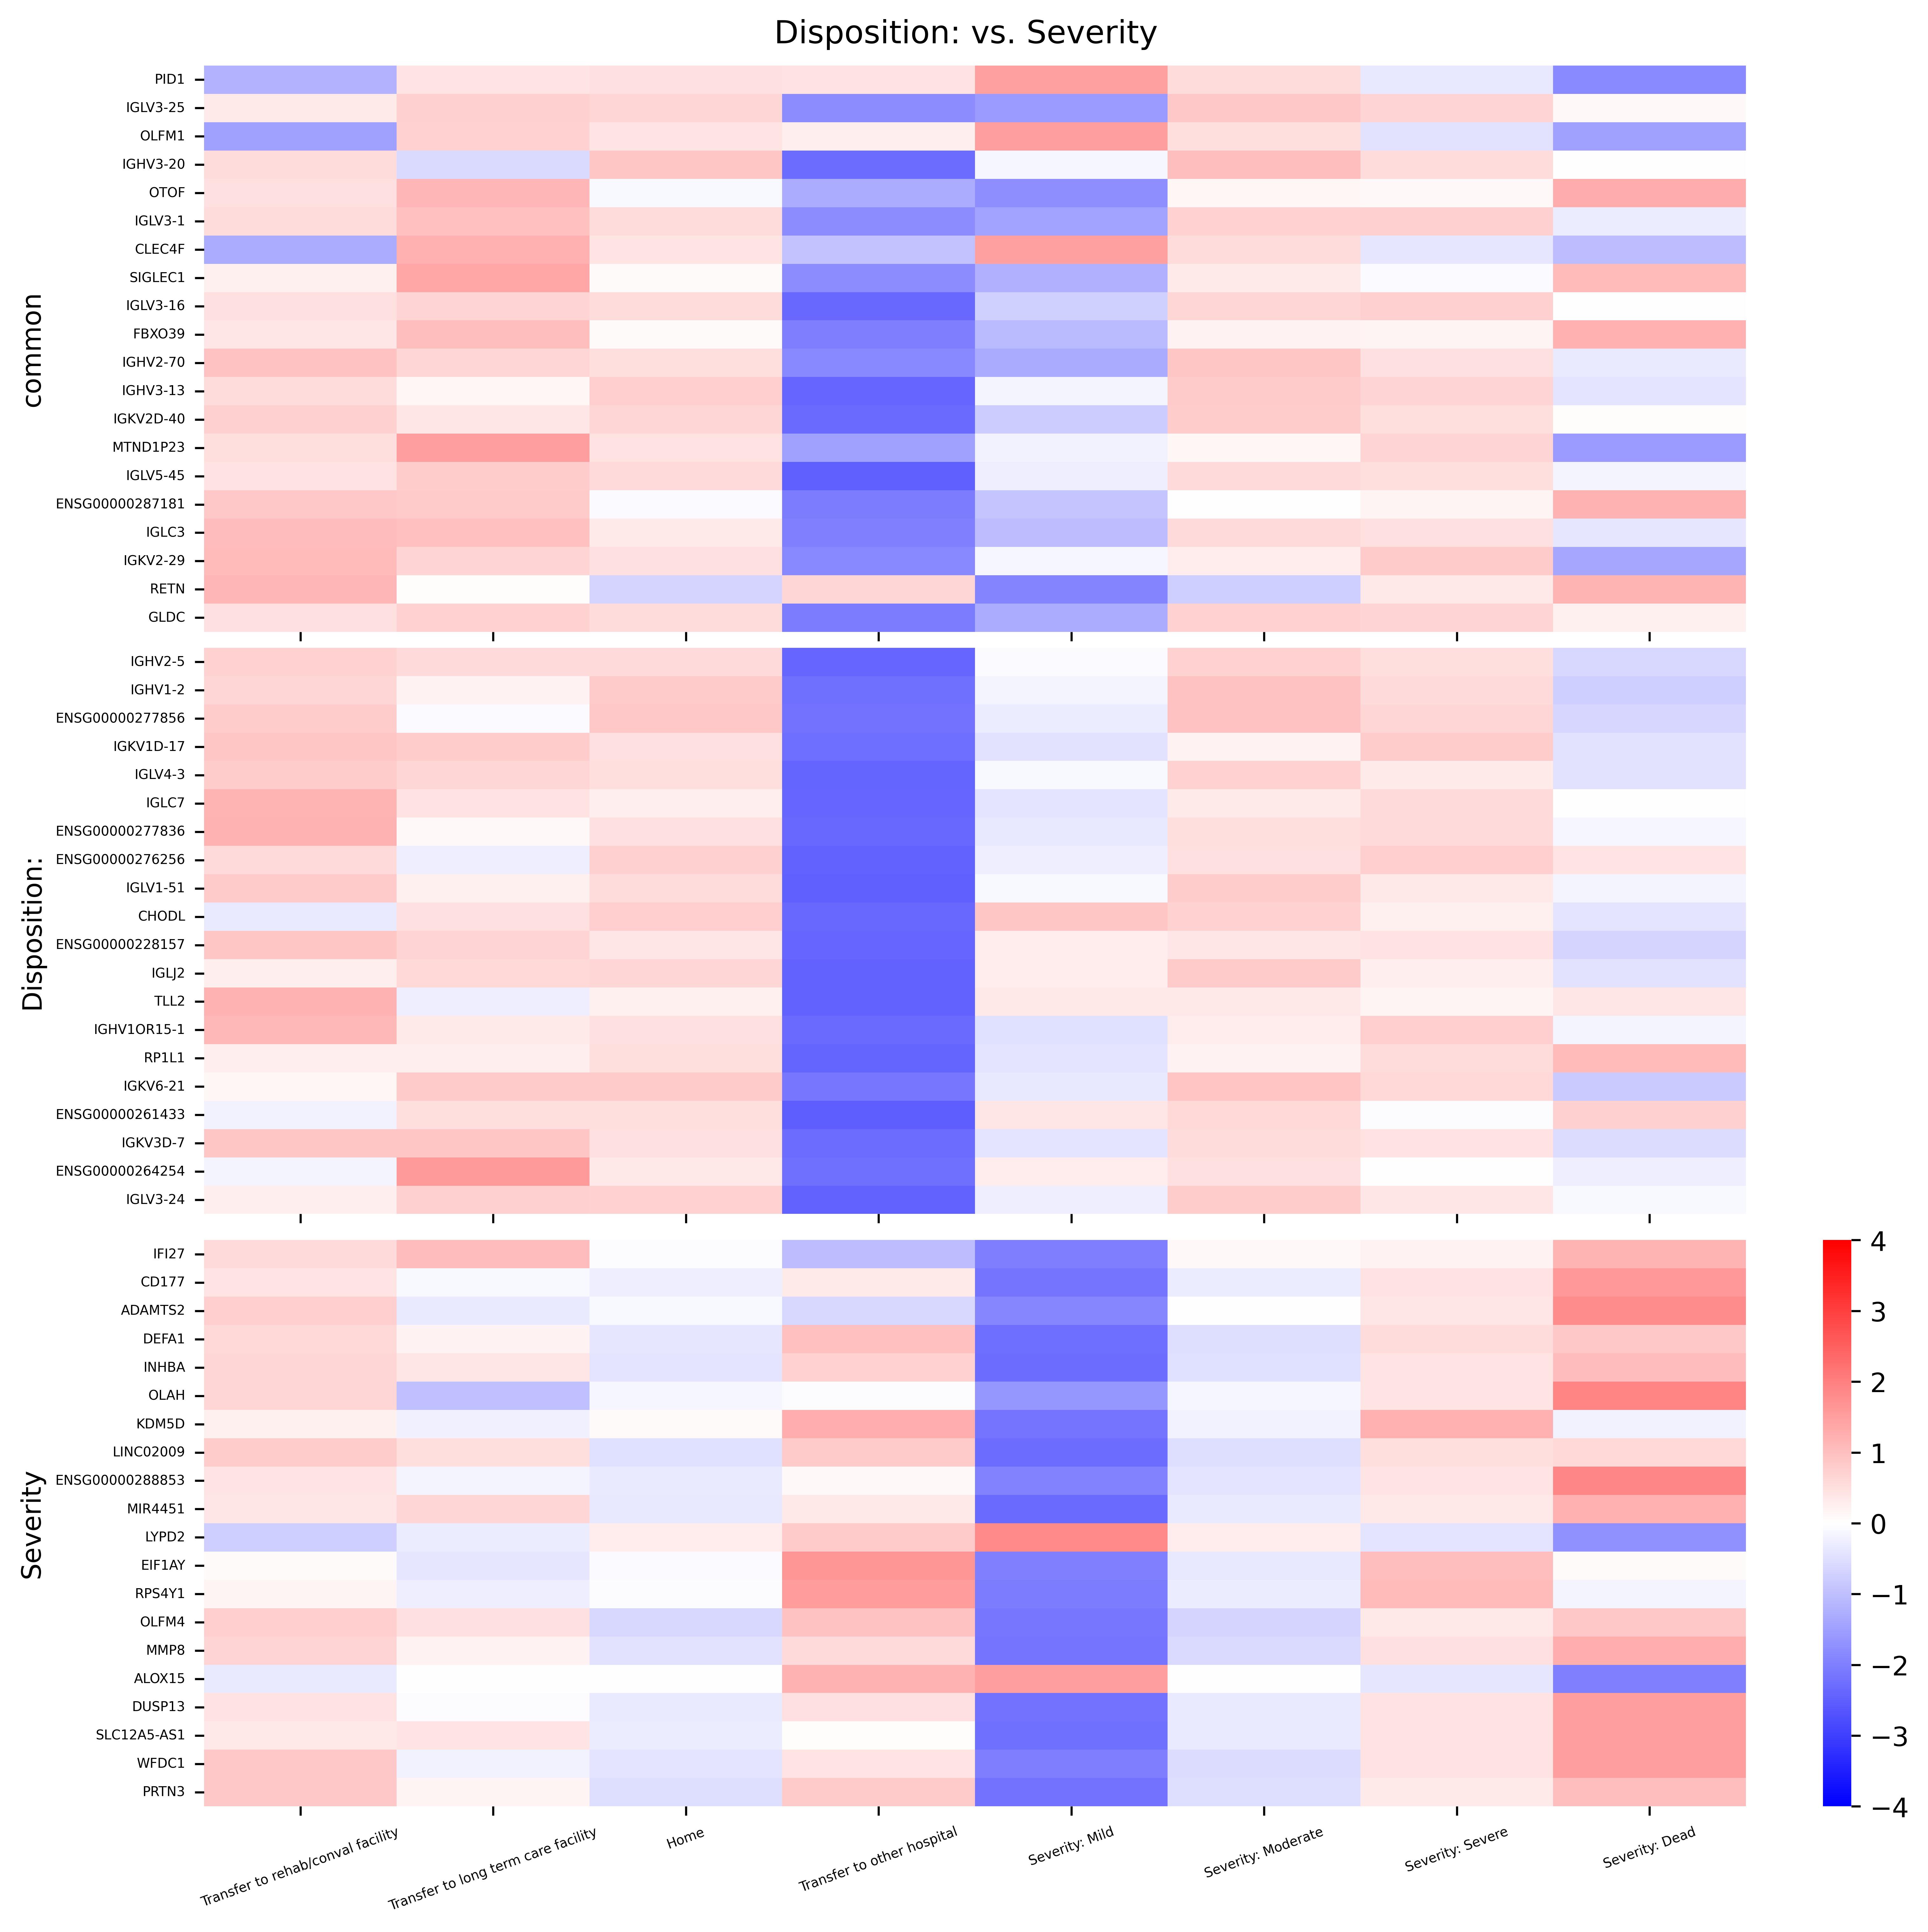 Disposition: vs. Severity
common
PID1
IGLV3-25
OLFM1
IGHV3-20
OTOF
IGLV3-1
CLEC4F
SIGLEC1
IGLV3-16
FBXO39
IGHV2-70
IGHV3-13
IGKV2D-40
MTND1P23
IGLV5-45
ENSG00000287181
IGLC3
IGKV2-29
RETN
GLDC
Disposition:
IGHV2-5
IGHV1-2
ENSG00000277856
IGKV1D-17
IGLV4-3
IGLC7
ENSG00000277836
ENSG00000276256
IGLV1-51
CHODL
ENSG00000228157
IGLJ2
TLL2
IGHV1OR15-1
RP1L1
IGKV6-21
ENSG00000261433
IGKV3D-7
ENSG00000264254
IGLV3-24
Severity
IFI27
CD177
ADAMTS2
DEFA1
INHBA
OLAH
KDM5D
LINC02009
ENSG00000288853
MIR4451
LYPD2
EIF1AY
RPS4Y1
OLFM4
MMP8
ALOX15
DUSP13
SLC12A5-AS1
WFDC1
PRTN3
4
3
2
1
0
−1
−2
−3
−4
Transfer to rehab/conval facility
Transfer to long term care facility
Home
Transfer to other hospital
Severity: Mild
Severity: Moderate
Severity: Severe
Severity: Dead